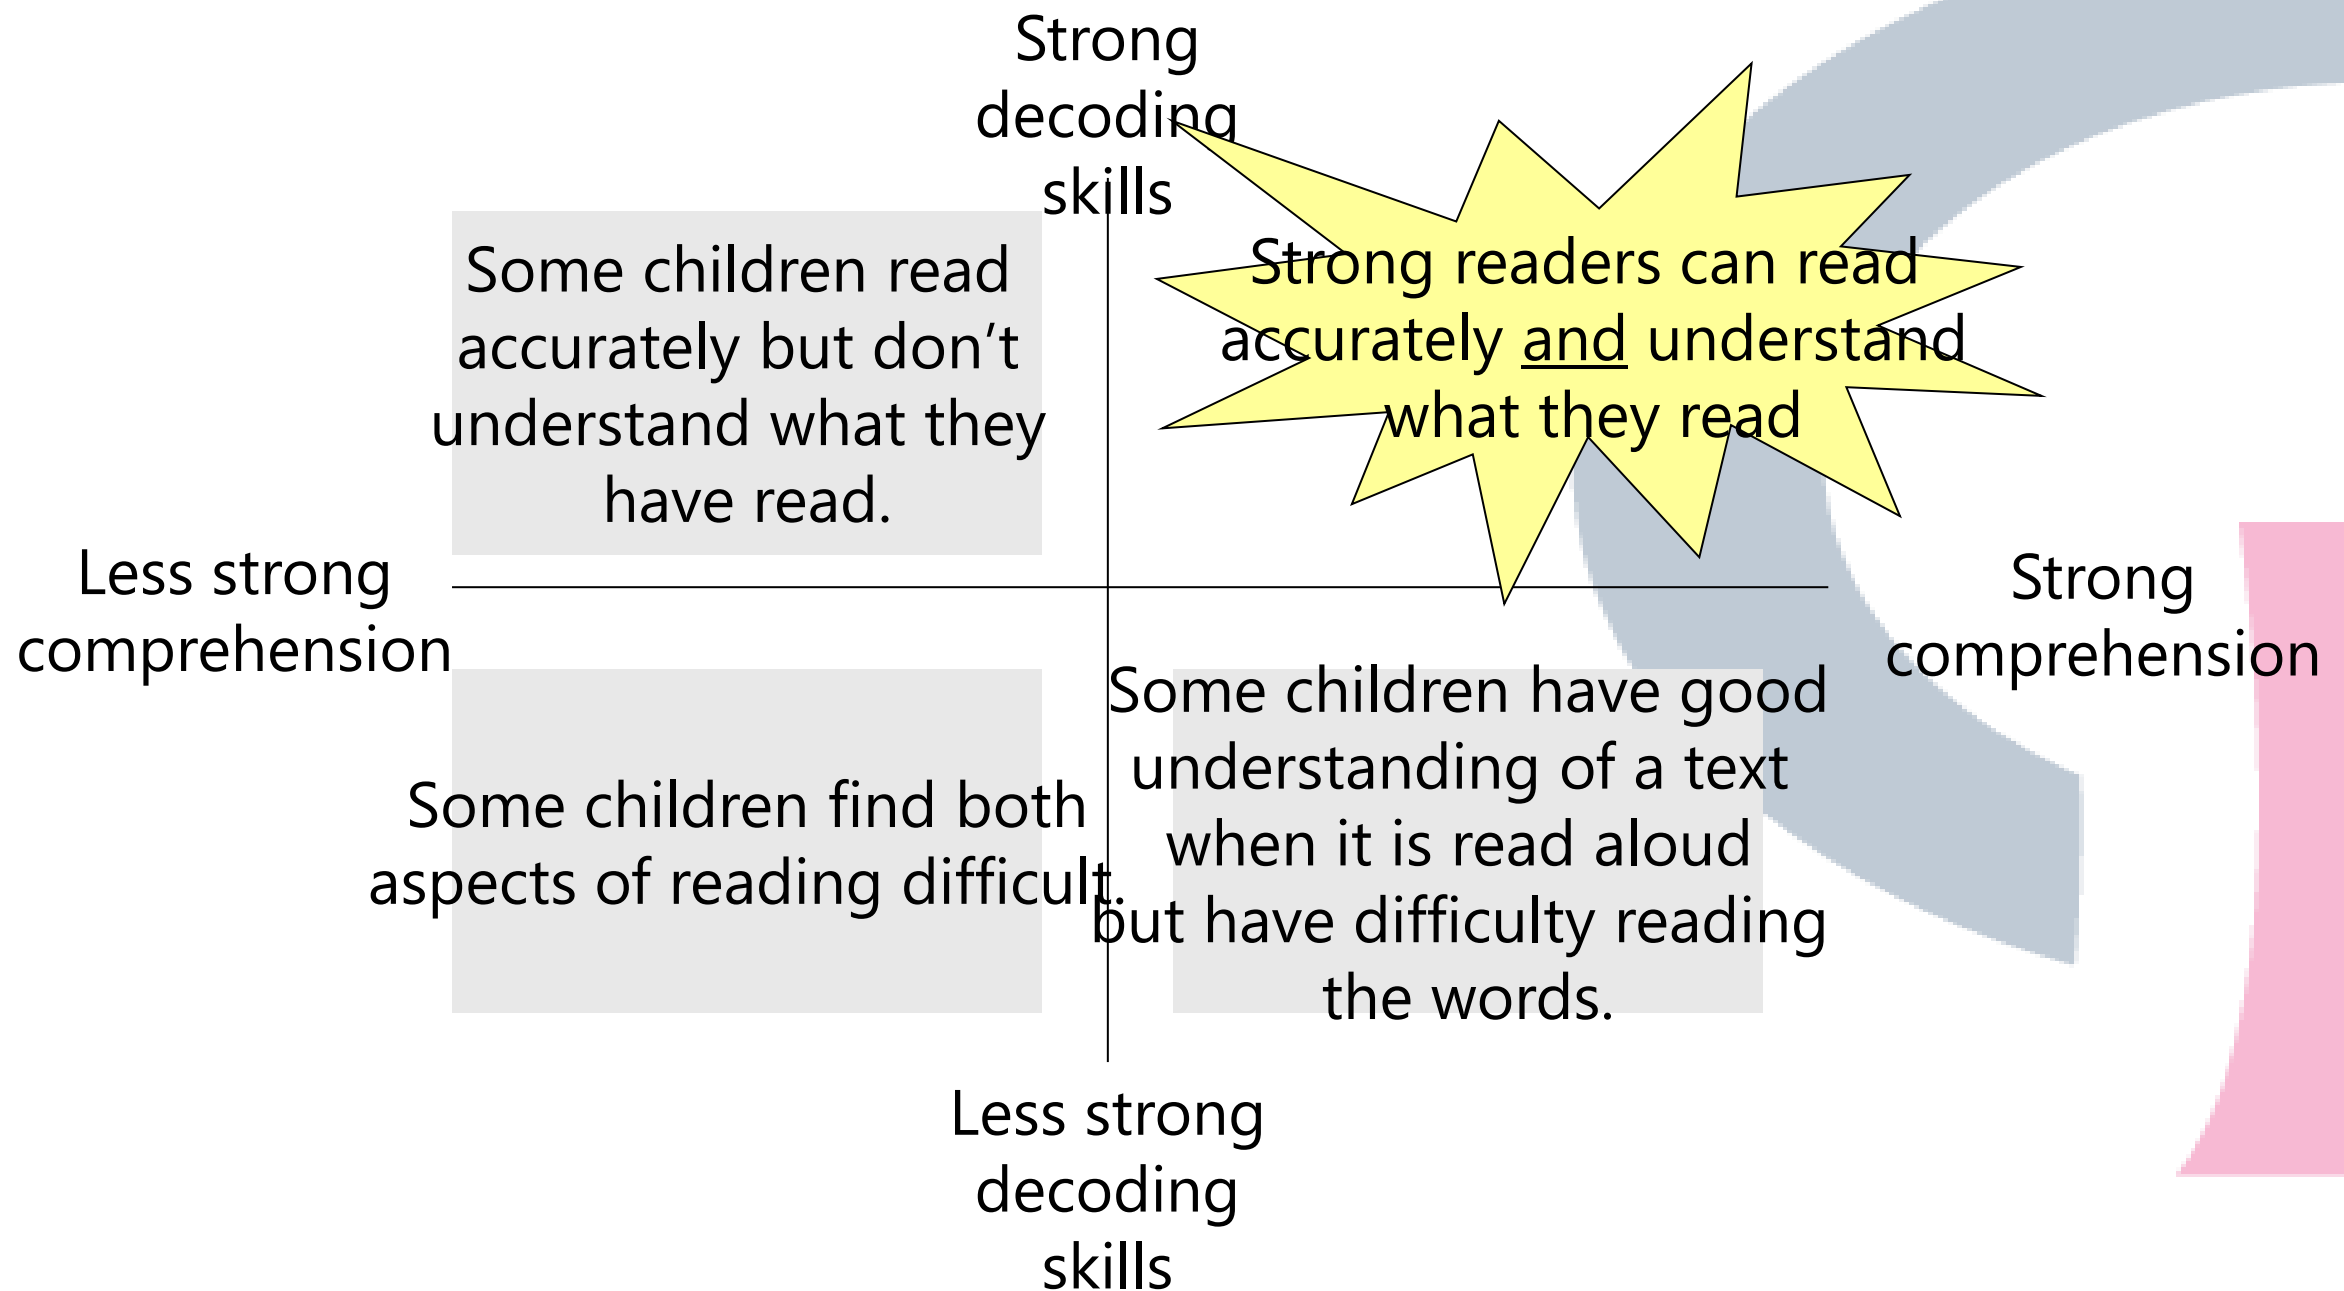 Strong
decoding
skills
Some children read
accurately but don’t
understand what they
have read.
Strong readers can read
accurately and understand
what they read
Less strong
comprehension
Strong
comprehension
Some children find both
aspects of reading difficult.
Some children have good
understanding of a text
when it is read aloud
but have difficulty reading
the words.
Less strong
decoding
skills